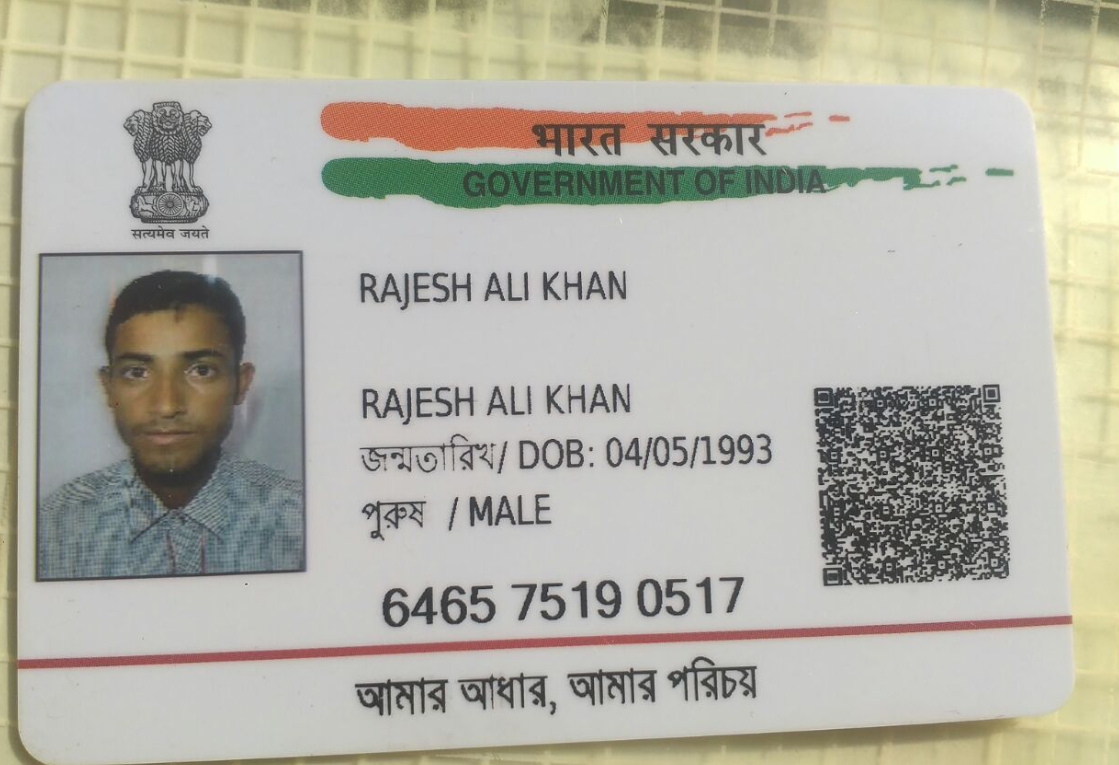 भारत सरकार
GOVERNMENT OF INDIA
सत्यमेव जयते
RAJESH ALI KHAN
RAJESH ALI KHAN
জন্মতারিখ/ DOB: 04/05/1993
পুরুষ / MALE
6465 7519 0517
আমার আধার, আমার পরিচয়